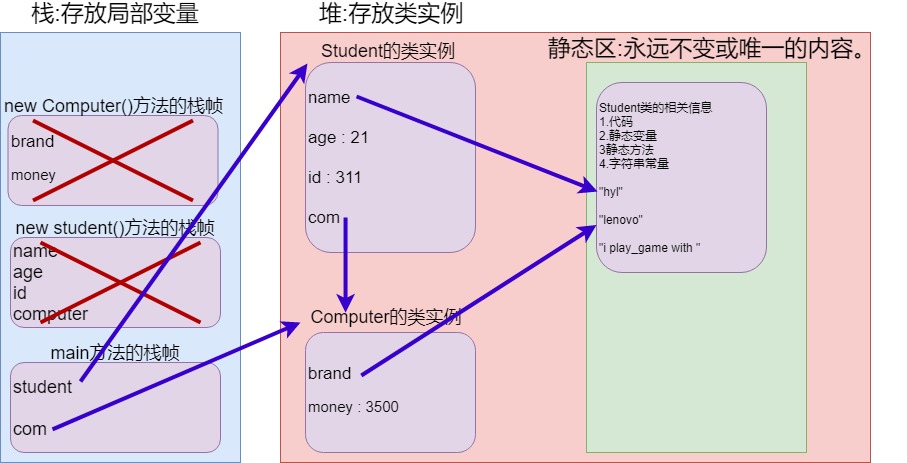 栈:存放局部变量
new Computer()方法的栈帧
brand
money
new student()方法的栈帧
name
age
id
computer
main方法的栈帧
student
com
堆:存放类实例
Student的类实例
name
age : 21
id : 311
com
Computer的类实例
brand
money : 3500
静态区:永远不变或唯一的内容。
Student类的相关信息
1.代码
2.静态变量
3静态方法
4.字符串常量
"hyl"
"lenovo"
"i play_game with "